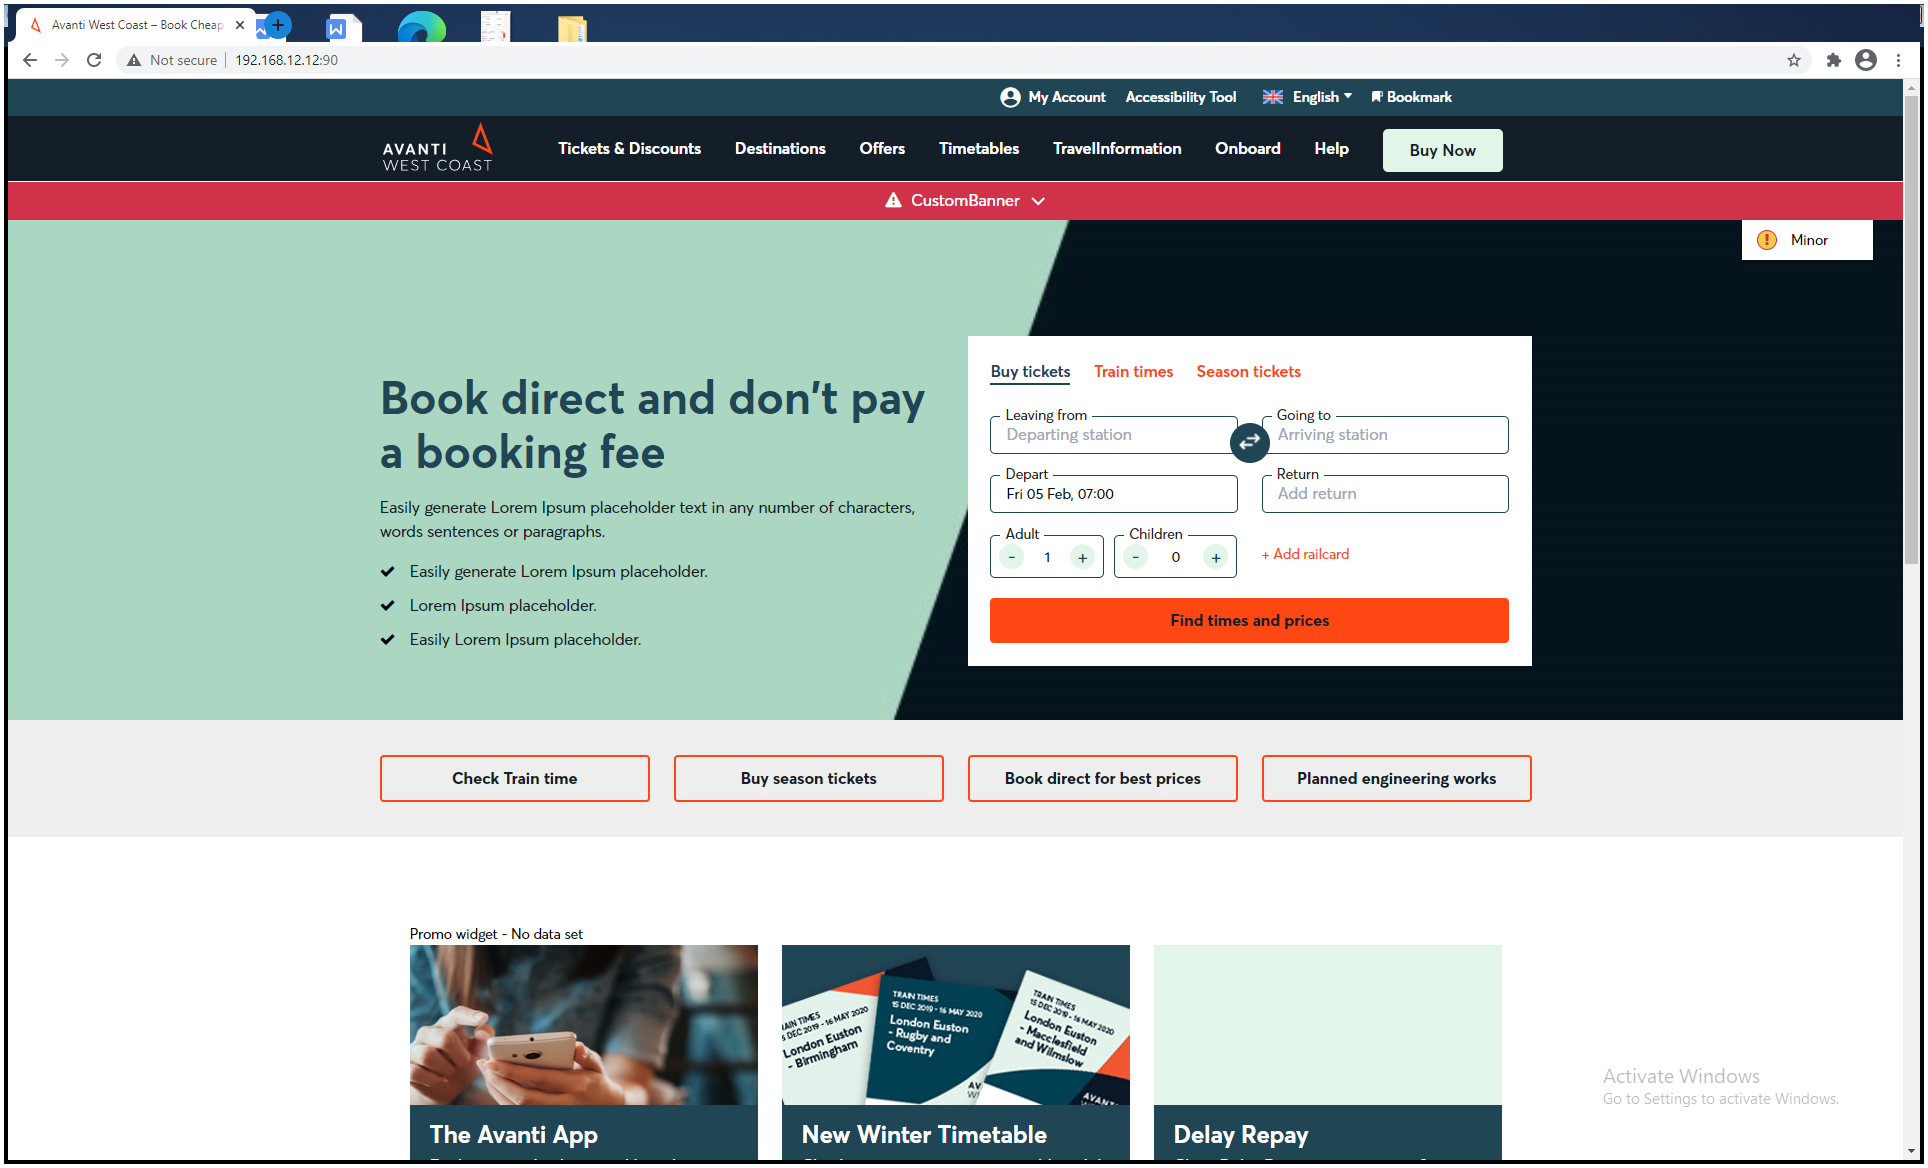 Avanti West Coast – Book Cheap
Not secure
192.168.12.12:90
My Account
Accessibility Tool
English
Bookmark
AVANTI
WEST COAST
Tickets & Discounts
Destinations
Offers
Timetables
TravelInformation
Onboard
Help
Buy Now
CustomBanner
Minor
Book direct and don't pay
a booking fee
Easily generate Lorem Ipsum placeholder text in any number of characters,
words sentences or paragraphs.
Easily generate Lorem Ipsum placeholder.
Lorem Ipsum placeholder.
Easily Lorem Ipsum placeholder.
Buy tickets
Train times
Season tickets
Leaving from
Departing station
Going to
Arriving station
Depart
Fri 05 Feb, 07:00
Return
Add return
Adult
- 1 +
Children
- 0 +
+ Add railcard
Find times and prices
Check Train time
Buy season tickets
Book direct for best prices
Planned engineering works
Promo widget - No data set
TRAIN TIMES
15 DEC 2019 - 16 MAY 2020
London Euston
- Birmingham
TRAIN TIMES
15 DEC 2019 - 16 MAY 2020
London Euston
- Rugby and
Coventry
TRAIN TIMES
15 DEC 2019 - 16 MAY 2020
London Euston
- Macclesfield
and Wilmslow
AVANTI
The Avanti App
New Winter Timetable
Delay Repay
Activate Windows
Go to Settings to activate Windows.